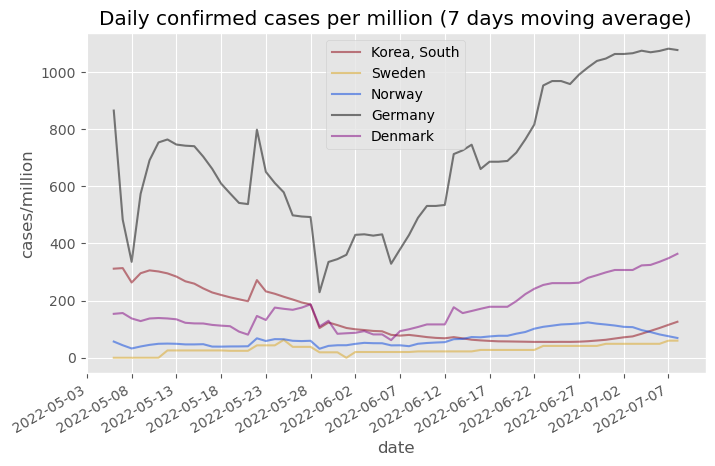 Daily confirmed cases per million (7 days moving average)
Korea, South
Sweden
Norway
Germany
Denmark
cases/million
1000
800
600
400
200
0
2022-05-03
2022-05-08
2022-05-13
2022-05-18
2022-05-23
2022-05-28
2022-06-02
2022-06-07
2022-06-12
2022-06-17
2022-06-22
2022-06-27
2022-07-02
2022-07-07
date